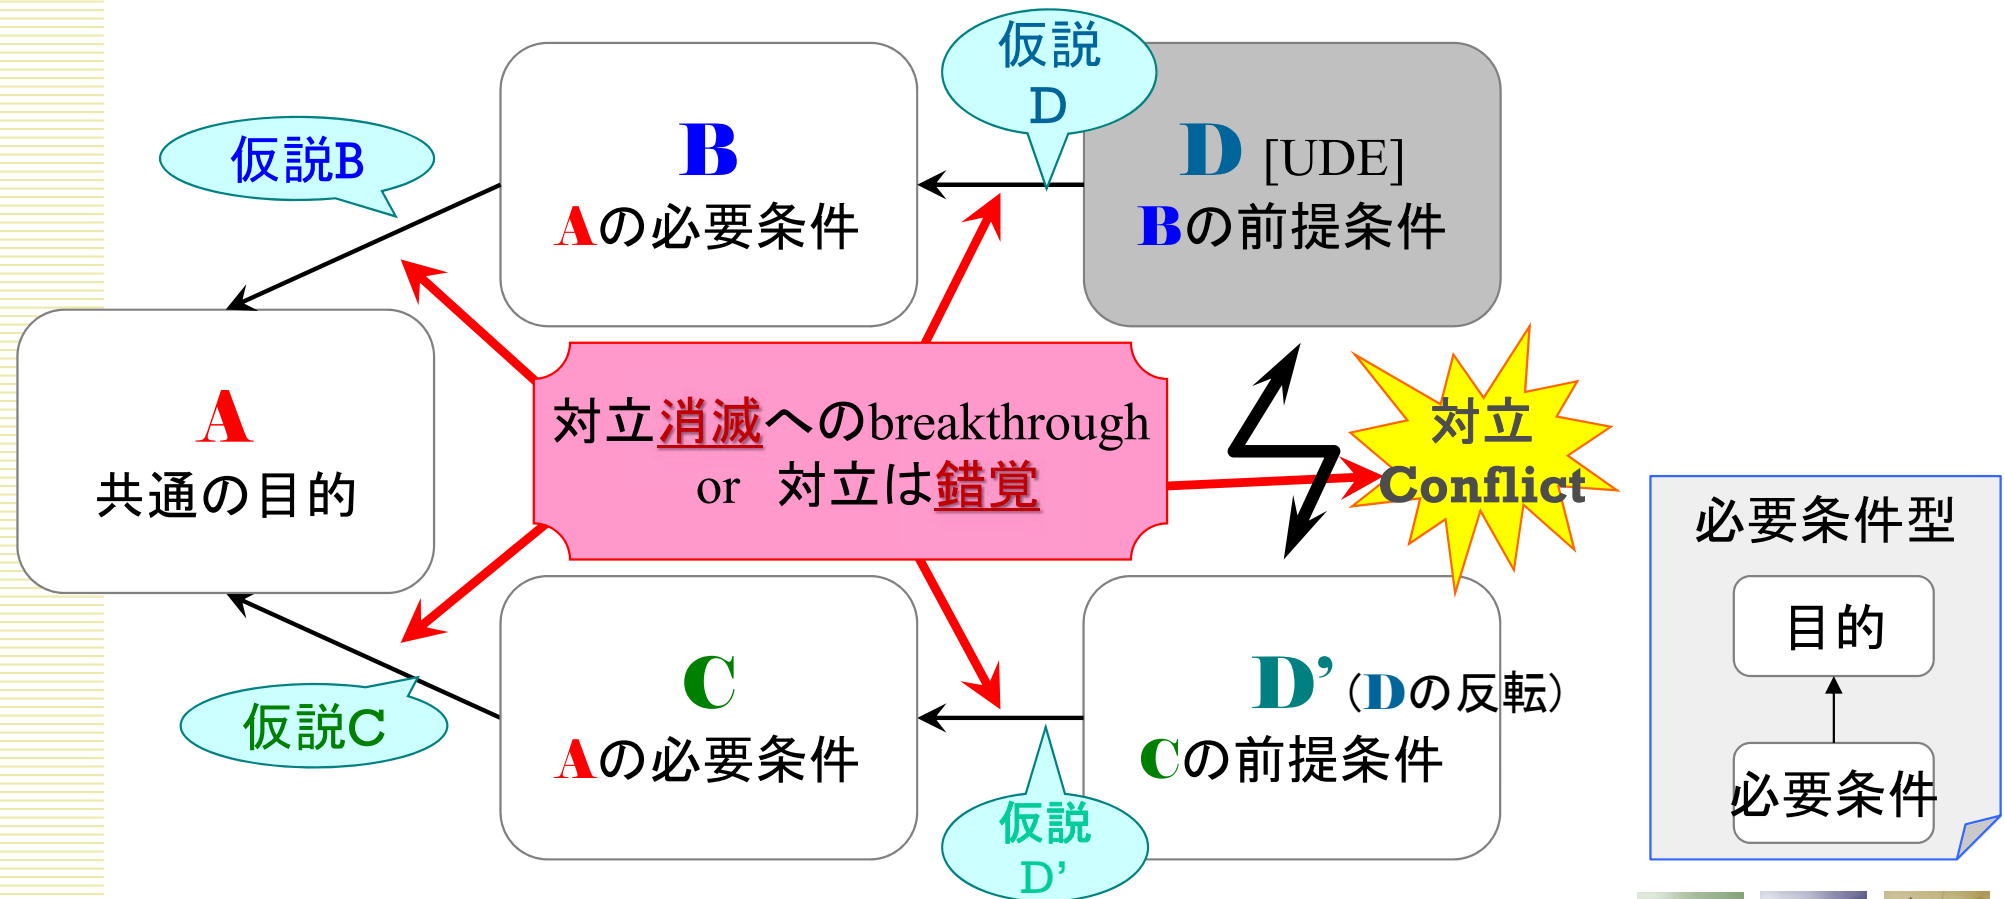 仮説
D
仮説B
B
Aの必要条件
D [UDE]
Bの前提条件
A
共通の目的
対立消滅へのbreakthrough
or 対立は錯覚
対立
Conflict
仮説C
C
Aの必要条件
D’（Dの反転）
Cの前提条件
仮説
D’
必要条件型
目的
必要条件